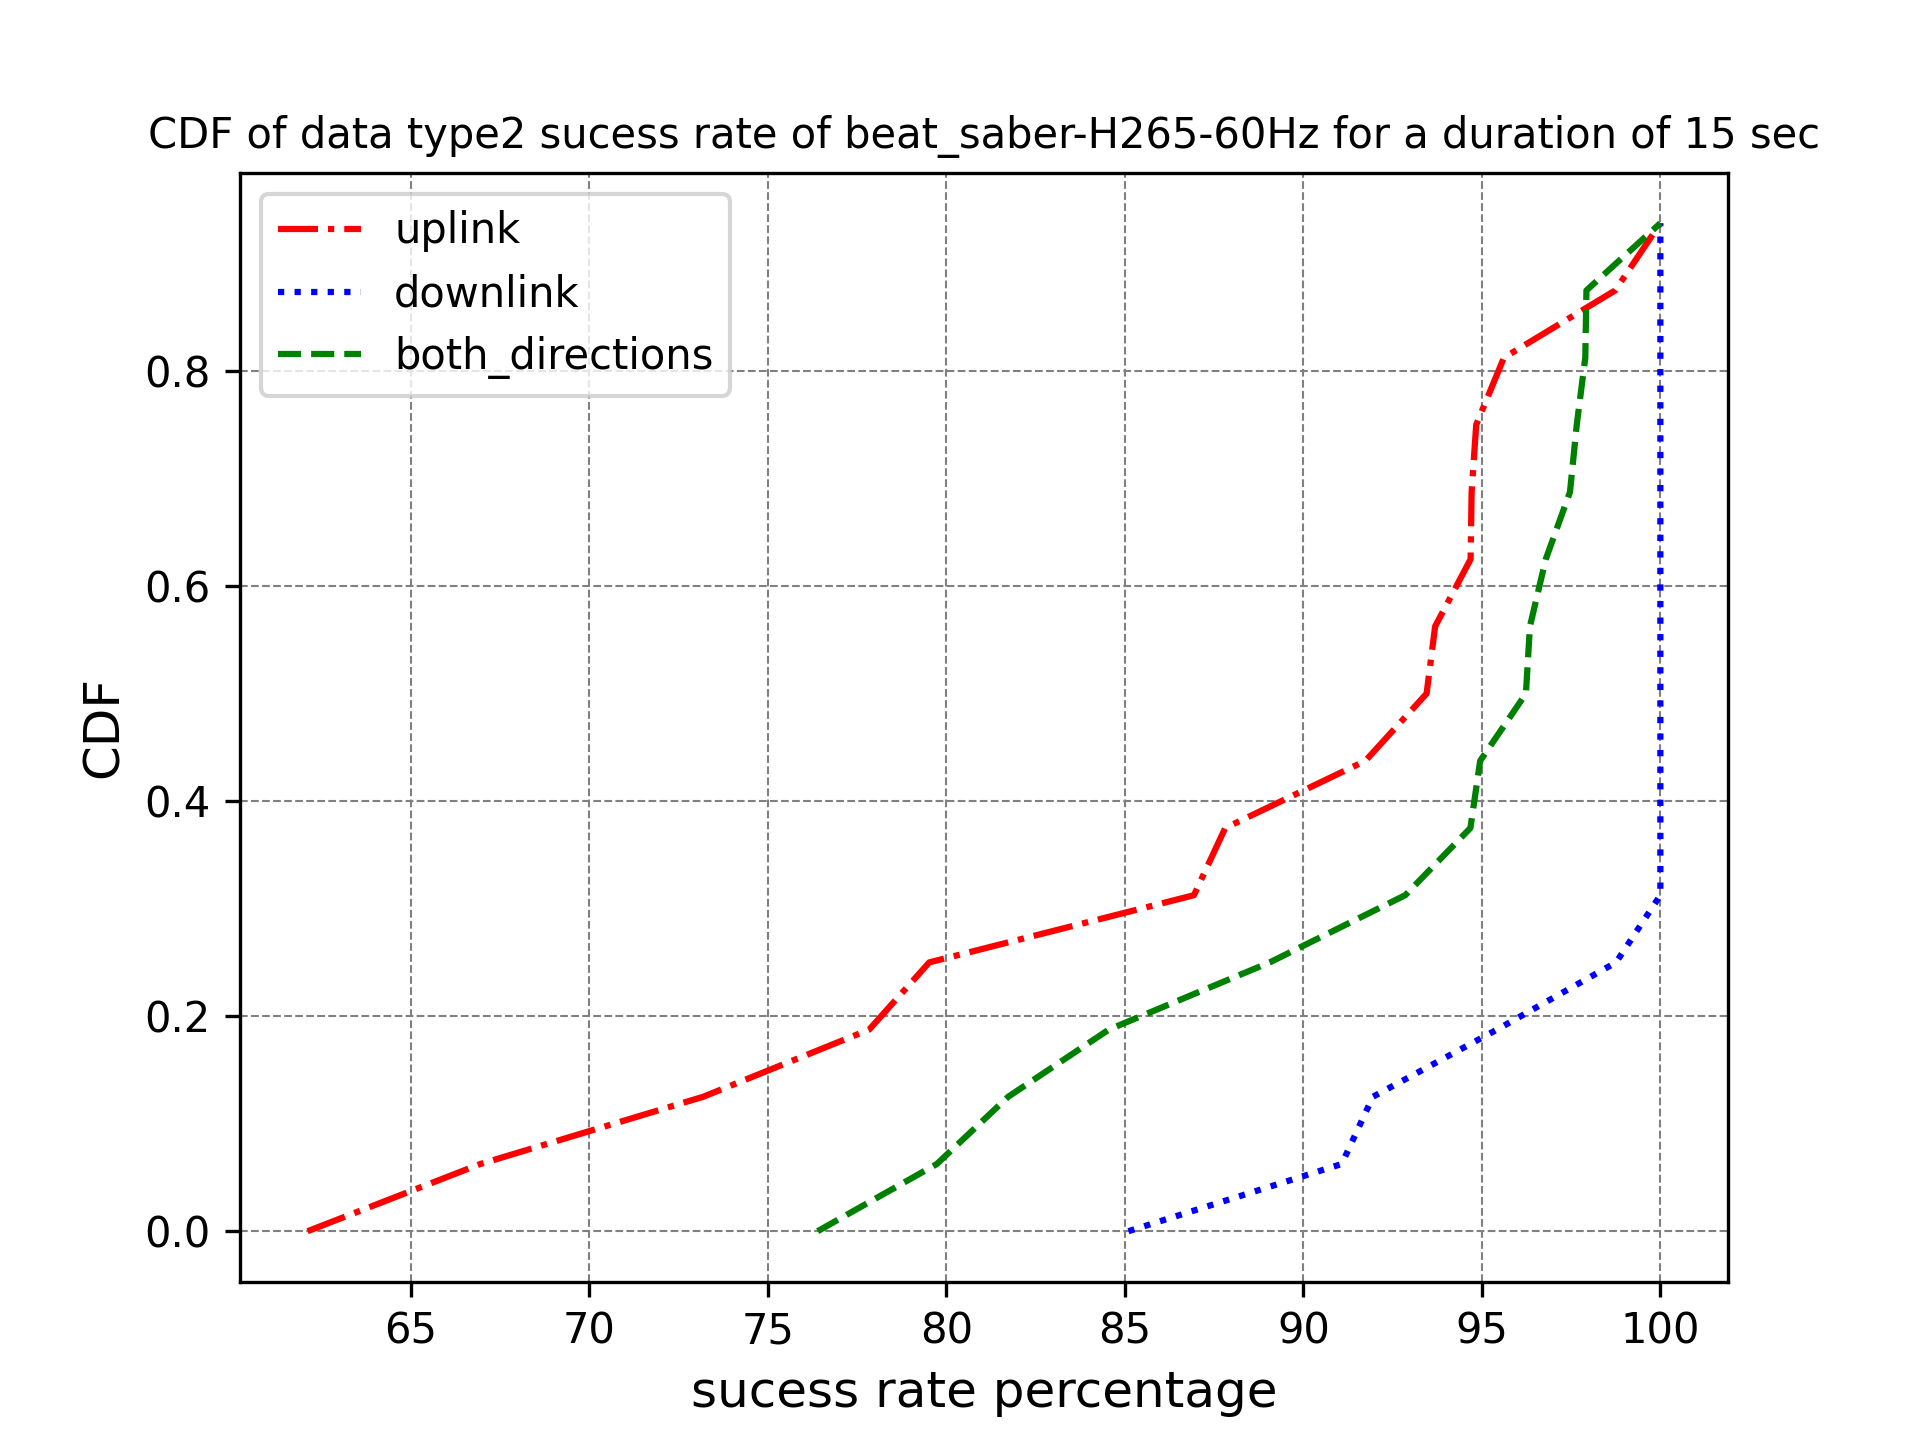 CDF of data type2 sucess rate of beat_saber-H265-60Hz for a duration of 15 sec
uplink
downlink
both_directions
CDF
0.8
0.6
0.4
0.2
0.0
65 70 75 80 85 90 95 100
sucess rate percentage